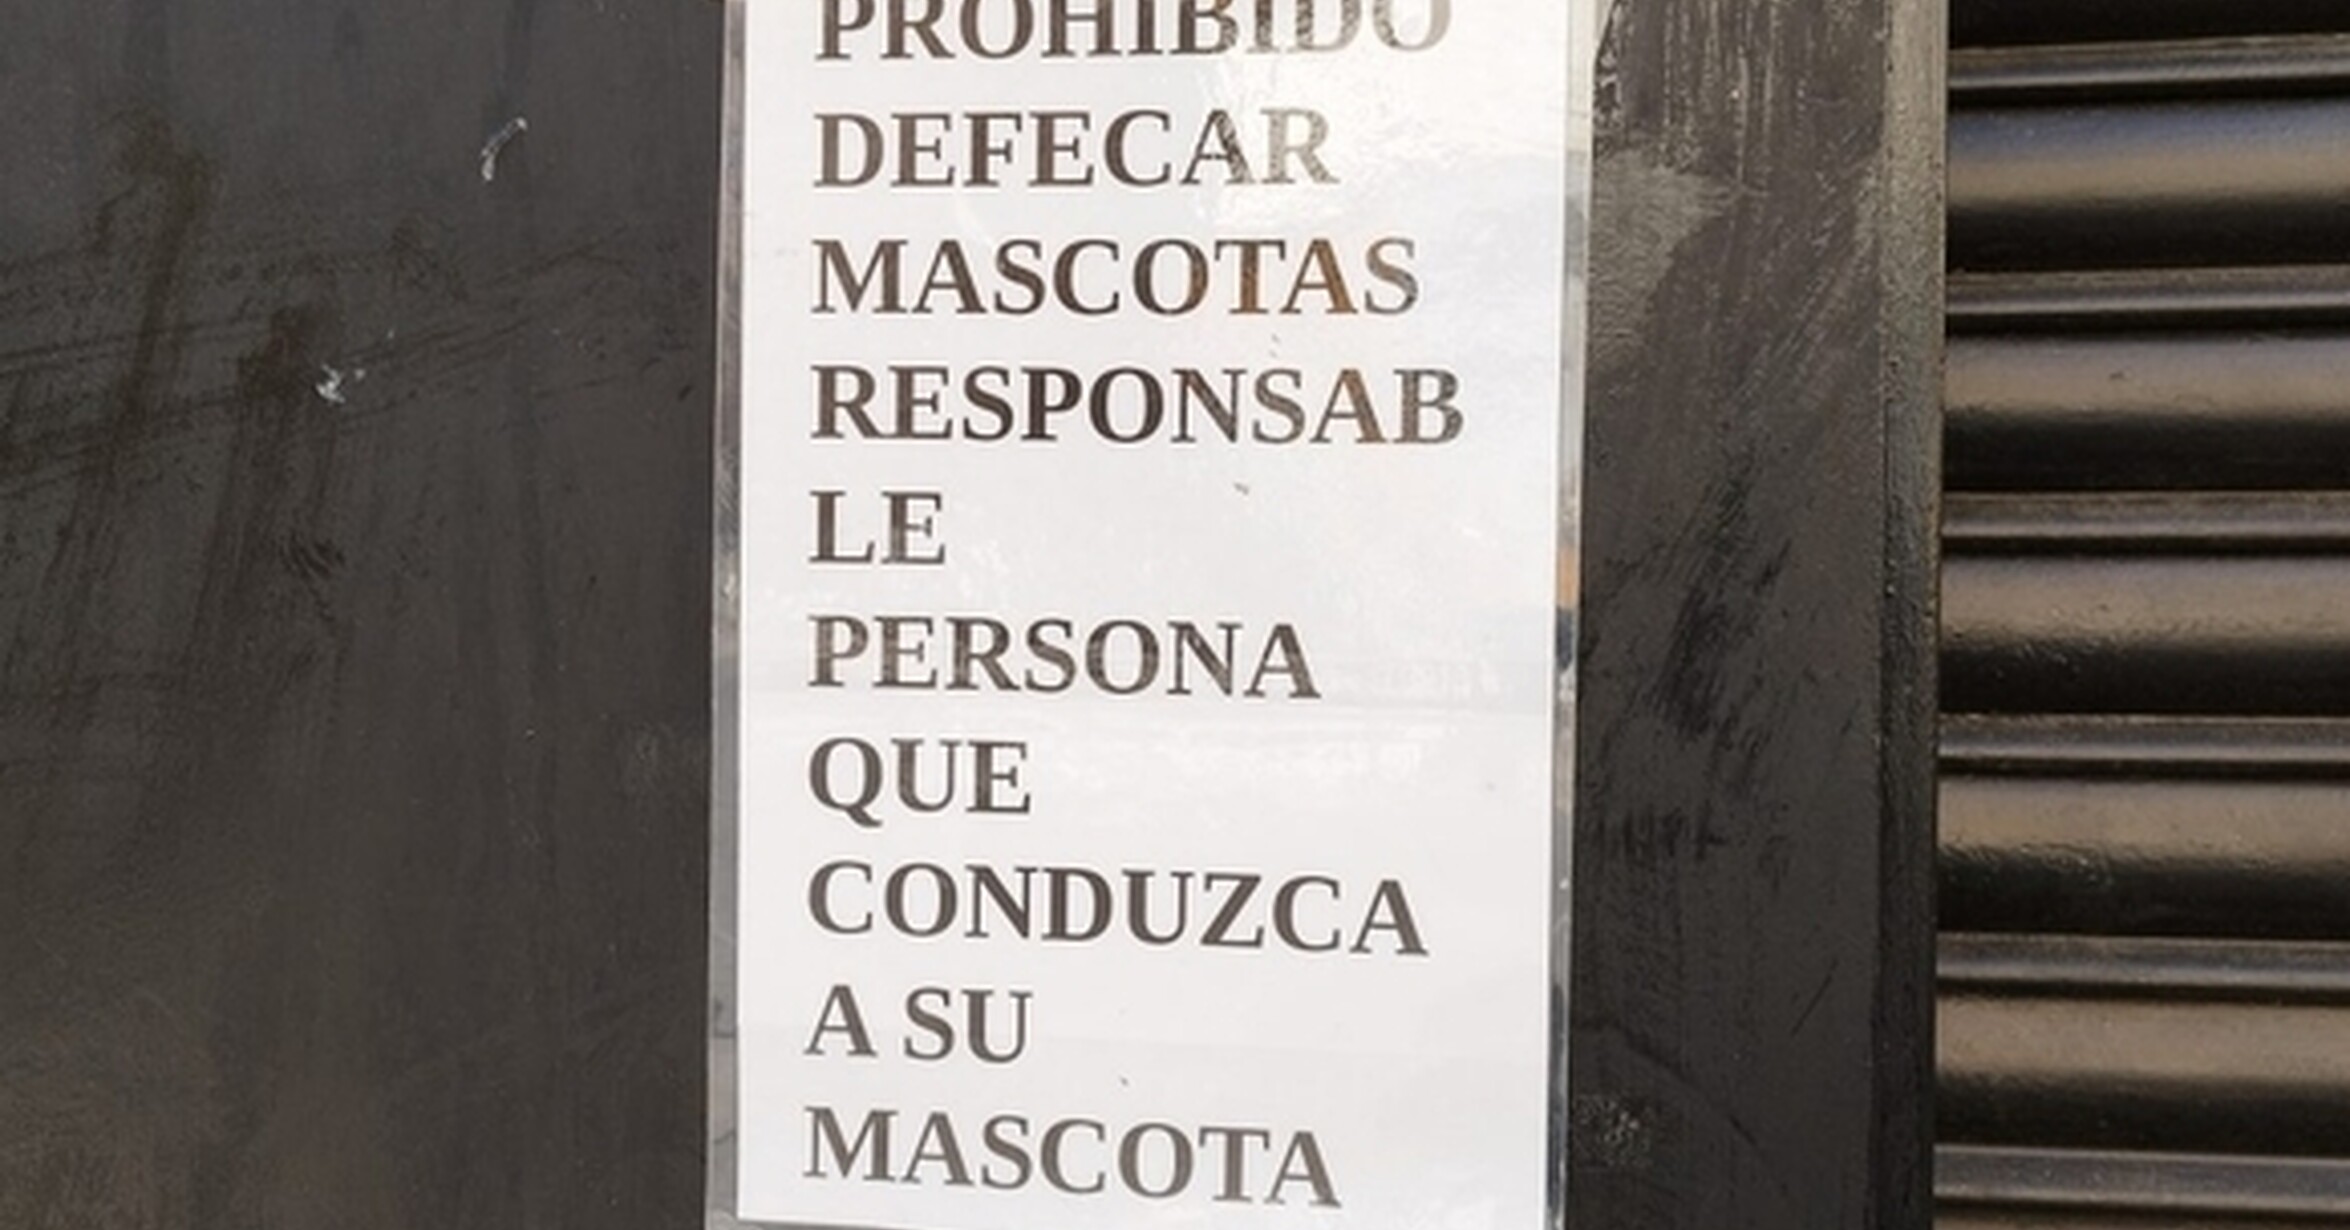 PROHIBIDO
DEFECAR
MASCOTAS
RESPONSAB
LE
PERSONA
QUE
CONDUZCA
A SU
MASCOTA